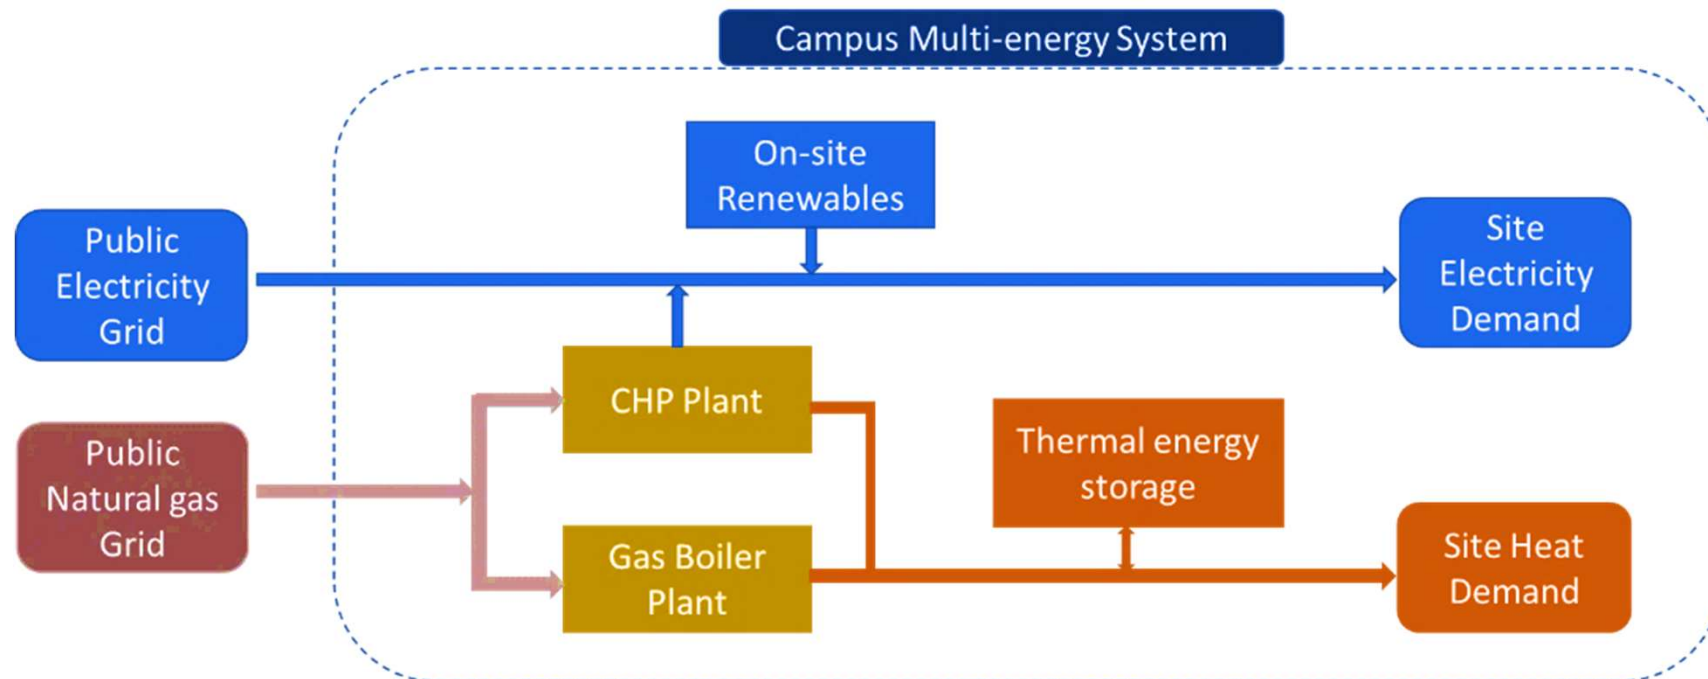 Campus Multi-energy System
On-site
Renewables
Public
Electricity
Grid
Site
Electricity
Demand
CHP Plant
Public
Natural gas
Grid
Thermal energy
storage
Gas Boiler
Plant
Site Heat
Demand